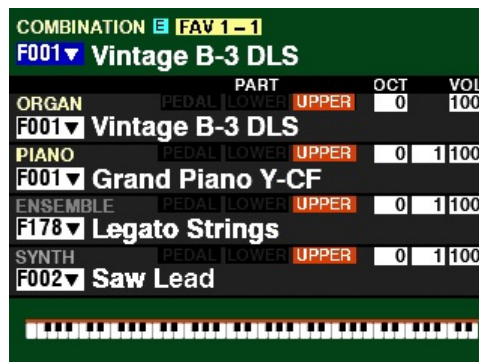 COMBINATION E FAV 1-1
F001▼ Vintage B-3 DLS
PART OCT VOL
ORGAN PEDAL LOWER UPPER 0 100
F001▼ Vintage B-3 DLS
PIANO PEDAL LOWER UPPER 0 1 100
F001▼ Grand Piano Y-CF
ENSEMBLE PEDAL LOWER UPPER 0 1 100
F178▼ Legato Strings
SYNTH PEDAL LOWER UPPER 0 1 100
F002▼ Saw Lead